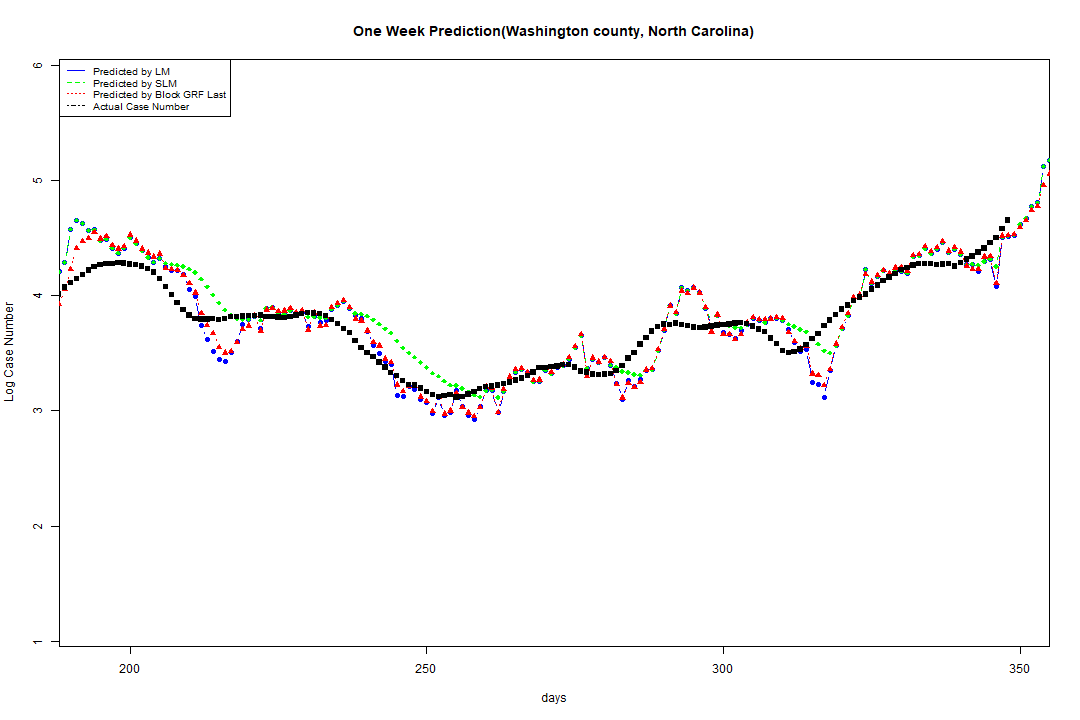 One Week Prediction(Washington county, North Carolina)
Predicted by LM
Predicted by SLM
Predicted by Block GRF Last
Actual Case Number
6
5
4
3
2
1
Log Case Number
200 250 300 350
days